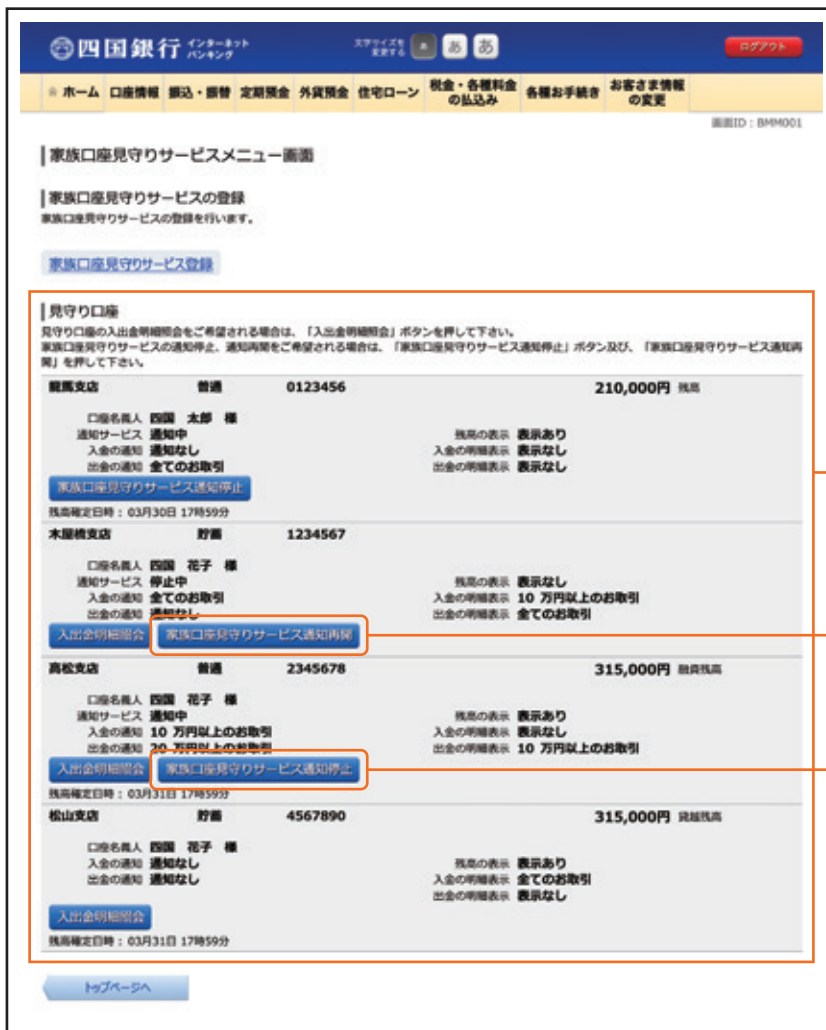 四国銀行 インターネットバンキング 文字サイズを変更する あ あ あ ログアウト
ホーム 口座情報 振込・振替 定期預金 外貨預金 住宅ローン 税金・各種料金の払込み 各種お手続き お客さま情報の変更
画面ID:BMM001
家族口座見守りサービスメニュー画面
家族口座見守りサービスの登録
家族口座見守りサービスの登録を行います。
家族口座見守りサービス登録
見守り口座
見守り口座の入出金明細照会をご希望される場合は、「入出金明細照会」ボタンを押して下さい。
家族口座見守りサービスの通知停止、通知再開をご希望される場合は、「家族口座見守りサービス通知停止」ボタン及び、「家族口座見守りサービス通知再
開」を押して下さい。
龍馬支店 普通 0123456 210,000円 残高
口座名義人 四国 太郎 様
通知サービス 通知中 残高の表示 表示あり
入金の通知 通知なし 入金の明細表示 表示なし
出金の通知 全てのお取引 出金の明細表示 表示なし
家族口座見守りサービス通知停止
残高確定日時:03月30日 17時59分
木屋橋支店 貯蓄 1234567
口座名義人 四国 花子 様
通知サービス 停止中 残高の表示 表示なし
入金の通知 全てのお取引 入金の明細表示 10 万円以上のお取引
出金の通知 通知なし 出金の明細表示 全てのお取引
入出金明細照会 家族口座見守りサービス通知再開
高松支店 普通 2345678 315,000円 融資残高
口座名義人 四国 花子 様
通知サービス 通知中 残高の表示 表示あり
入金の通知 10 万円以上のお取引 入金の明細表示 表示なし
出金の通知 20 万円以上のお取引 出金の明細表示 10 万円以上のお取引
入出金明細照会 家族口座見守りサービス通知停止
残高確定日時:03月31日 17時59分
松山支店 貯蓄 4567890 315,000円 貸越残高
口座名義人 四国 花子 様
入金の通知 通知なし 残高の表示 表示あり
出金の通知 通知なし 入金の明細表示 全てのお取引
出金の明細表示 表示なし
入出金明細照会
残高確定日時:03月31日 17時59分
トップページへ